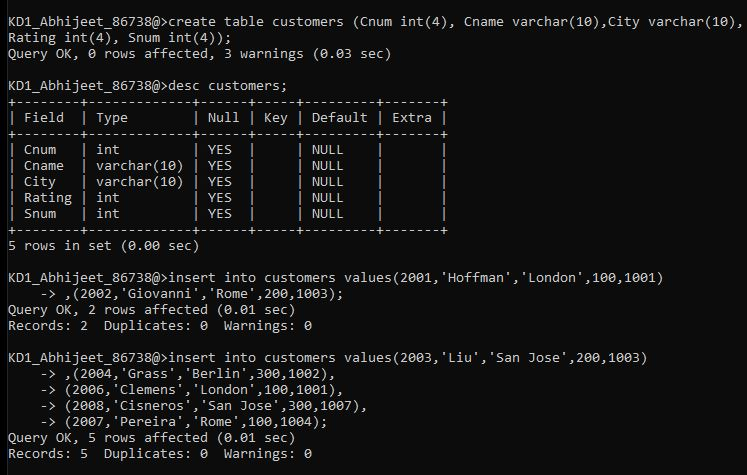 KD1_Abhijeet_86738@>create table customers (Cnum int(4), Cname varchar(10),City varchar(10),
Rating int(4), Snum int(4));
Query OK, 0 rows affected, 3 warnings (0.03 sec)

KD1_Abhijeet_86738@>desc customers;
+--------+-------------+------+-----+---------+-------+
| Field  | Type        | Null | Key | Default | Extra |
+--------+-------------+------+-----+---------+-------+
| Cnum   | int         | YES  |     | NULL    |       |
| Cname  | varchar(10) | YES  |     | NULL    |       |
| City   | varchar(10) | YES  |     | NULL    |       |
| Rating | int         | YES  |     | NULL    |       |
| Snum   | int         | YES  |     | NULL    |       |
+--------+-------------+------+-----+---------+-------+
5 rows in set (0.00 sec)

KD1_Abhijeet_86738@>insert into customers values(2001,'Hoffman','London',100,1001)
    -> ,(2002,'Giovanni','Rome',200,1003);
Query OK, 2 rows affected (0.01 sec)
Records: 2  Duplicates: 0  Warnings: 0

KD1_Abhijeet_86738@>insert into customers values(2003,'Liu','San Jose',200,1003)
    -> ,(2004,'Grass','Berlin',300,1002),
    -> (2006,'Clemens','London',100,1001),
    -> (2008,'Cisneros','San Jose',300,1007),
    -> (2007,'Pereira','Rome',100,1004);
Query OK, 5 rows affected (0.01 sec)
Records: 5  Duplicates: 0  Warnings: 0